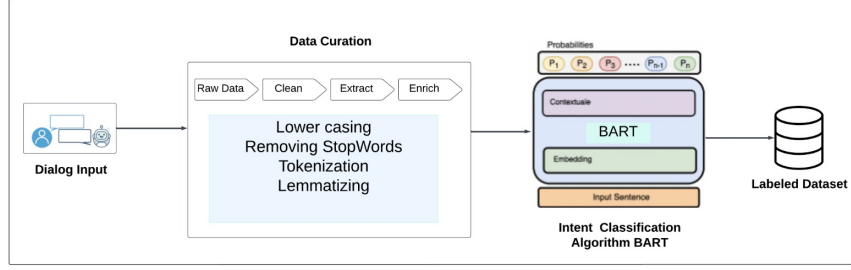 Dialog Input
Data Curation
Raw Data
Clean
Extract
Enrich
Lower casing
Removing StopWords
Tokenization
Lemmatizing
Probabilities
P1 P2 P3 .... Pn-1 Pn
Contextuale
BART
Embedding
Input Sentence
Intent Classification
Algorithm BART
Labeled Dataset